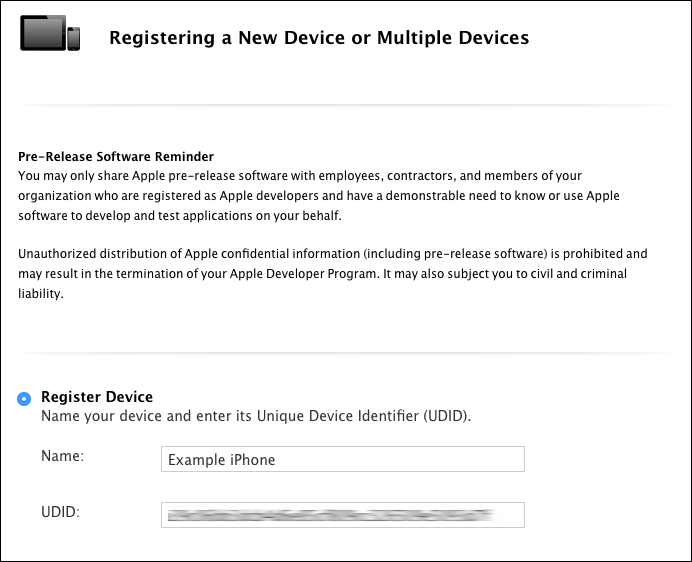 Registering a New Device or Multiple Devices
Pre-Release Software Reminder
You may only share Apple pre-release software with employees, contractors, and members of your
organization who are registered as Apple developers and have a demonstrable need to know or use Apple
software to develop and test applications on your behalf.
Unauthorized distribution of Apple confidential information (including pre-release software) is prohibited and
may result in the termination of your Apple Developer Program. It may also subject you to civil and criminal
liability.
Register Device
Name your device and enter its Unique Device Identifier (UDID).
Name: Example iPhone
UDID: